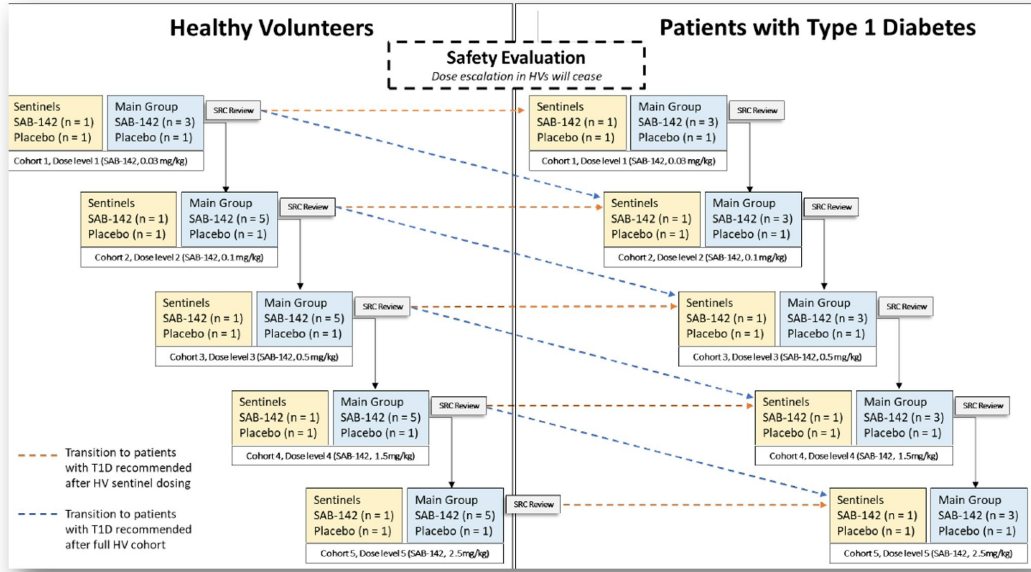 Healthy Volunteers
Patients with Type 1 Diabetes
Safety Evaluation
Dose escalation in HVs will cease
Sentinels
SAB-142 (n = 1)
Placebo (n = 1)
Main Group
SAB-142 (n = 3)
Placebo (n = 1)
SRC Review
Cohort 1, Dose level 1 (SAB-142, 0.03 mg/kg)
Sentinels
SAB-142 (n = 1)
Placebo (n = 1)
Main Group
SAB-142 (n = 3)
Placebo (n = 1)
SRC Review
Cohort 1, Dose level 1 (SAB-142, 0.03 mg/kg)
Sentinels
SAB-142 (n = 1)
Placebo (n = 1)
Main Group
SAB-142 (n = 5)
Placebo (n = 1)
SRC Review
Cohort 2, Dose level 2 (SAB-142, 0.1 mg/kg)
Sentinels
SAB-142 (n = 1)
Placebo (n = 1)
Main Group
SAB-142 (n = 3)
Placebo (n = 1)
SRC Review
Cohort 2, Dose level 2 (SAB-142, 0.1 mg/kg)
Sentinels
SAB-142 (n = 1)
Placebo (n = 1)
Main Group
SAB-142 (n = 5)
Placebo (n = 1)
SRC Review
Cohort 3, Dose level 3 (SAB-142, 0.5 mg/kg)
Sentinels
SAB-142 (n = 1)
Placebo (n = 1)
Main Group
SAB-142 (n = 3)
Placebo (n = 1)
SRC Review
Cohort 3, Dose level 3 (SAB-142, 0.5 mg/kg)
Sentinels
SAB-142 (n = 1)
Placebo (n = 1)
Main Group
SAB-142 (n = 5)
Placebo (n = 1)
SRC Review
Cohort 4, Dose level 4 (SAB-142, 1.5mg/kg)
Sentinels
SAB-142 (n = 1)
Placebo (n = 1)
Main Group
SAB-142 (n = 3)
Placebo (n = 1)
SRC Review
Cohort 4, Dose level 4 (SAB-142, 1.5mg/kg)
Transition to patients
with T1D recommended
after HV sentinel dosing
Transition to patients
with T1D recommended
after full HV cohort
Sentinels
SAB-142 (n = 1)
Placebo (n = 1)
Main Group
SAB-142 (n = 5)
Placebo (n = 1)
SRC Review
Cohort 5, Dose level 5 (SAB-142, 2.5mg/kg)
Sentinels
SAB-142 (n = 1)
Placebo (n = 1)
Main Group
SAB-142 (n = 3)
Placebo (n = 1)
Cohort 5, Dose level 5 (SAB-142, 2.5mg/kg)